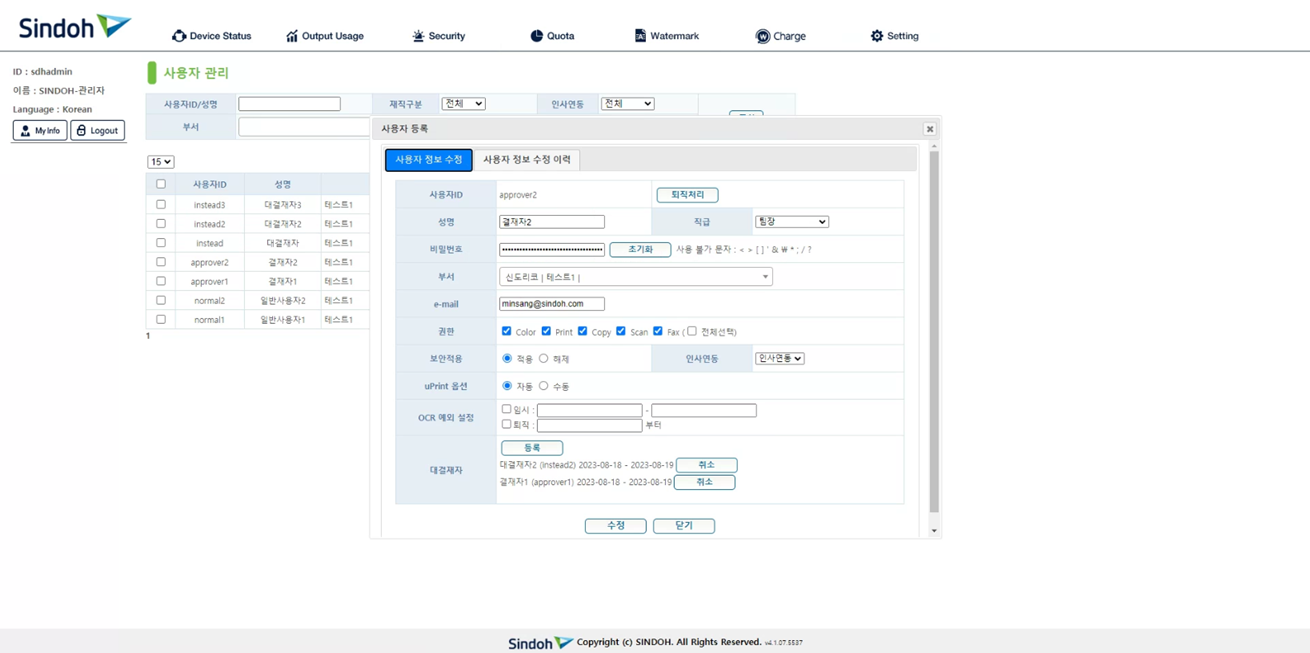 Sindoh
Device Status Output Usage Security Quota Watermark Charge Setting
ID : sdhadmin
이름 : SINDOH-관리자
Language : Korean
My Info Logout
사용자 관리
사용자ID/성명 재직구분 전체 인사연동 전체
부서
사용자 등록
15
사용자 정보 수정 사용자 정보 수정 이력
사용자ID 성명
instead3 대결재자3 테스트1
instead2 대결재자2 테스트1
instead 대결재자 테스트1
approver2 결재자2 테스트1
approver1 결재자1 테스트1
normal2 일반사용자2 테스트1
normal1 일반사용자1 테스트1
1
사용자ID approver2 퇴직처리
성명 결재자2 직급 팀장
비밀번호 •••••••••••••••••••••••••••••••• 초기화 사용 불가 문자 : < > [ ] ' & ₩ * ; / ?
부서 신도리코 | 테스트1 |
e-mail minsang@sindoh.com
권한 Color Print Copy Scan Fax ( 전체선택)
보안적용 적용 해제 인사연동 인사연동
uPrint 옵션 자동 수동
OCR 예외 설정 임시 : -
퇴직 : 부터
대결재자 등록
대결재자2 (instead2) 2023-08-18 - 2023-08-19 취소
결재자1 (approver1) 2023-08-18 - 2023-08-19 취소
수정 닫기
Sindoh Copyright (c) SINDOH. All Rights Reserved. v4.1.07.5537